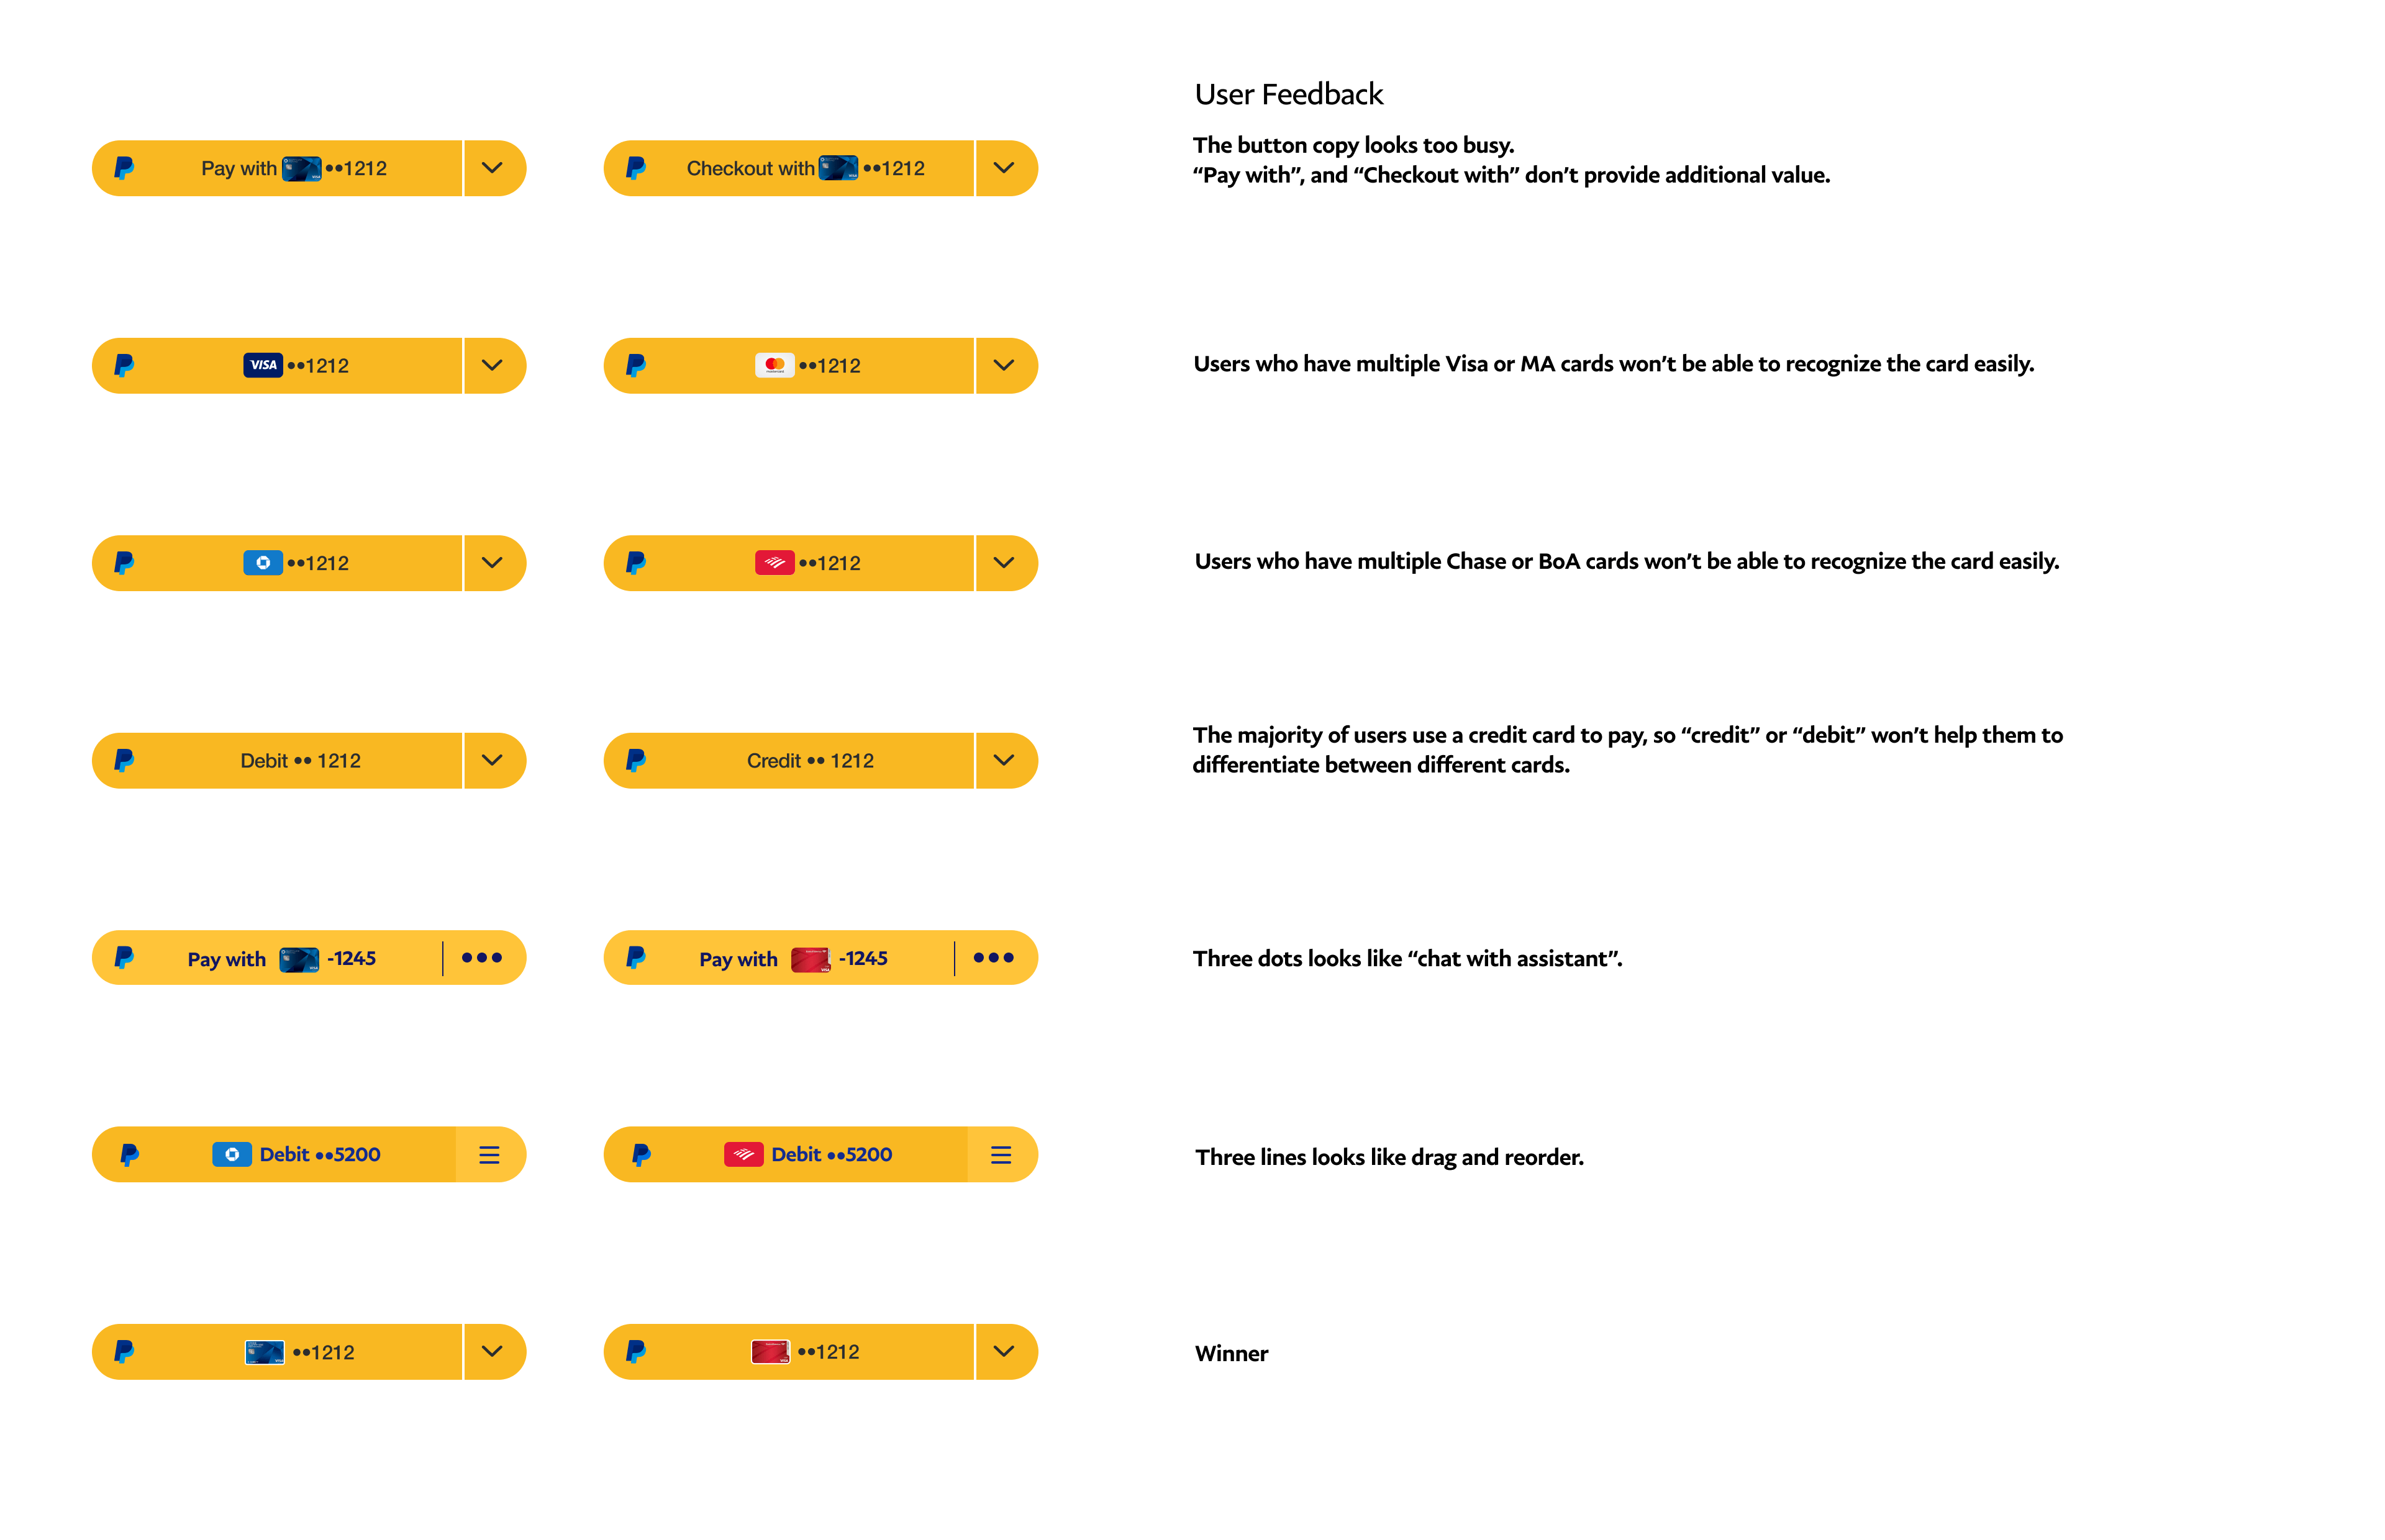 User Feedback
Pay with ••1212
Checkout with ••1212
The button copy looks too busy.
“Pay with”, and “Checkout with” don’t provide additional value.
VISA ••1212
••1212
Users who have multiple Visa or MA cards won’t be able to recognize the card easily.
••1212
••1212
Users who have multiple Chase or BoA cards won’t be able to recognize the card easily.
Debit •• 1212
Credit •• 1212
The majority of users use a credit card to pay, so “credit” or “debit” won’t help them to
differentiate between different cards.
Pay with VISA -1245
Pay with VISA -1245
Three dots looks like “chat with assistant”.
Debit ••5200
Debit ••5200
Three lines looks like drag and reorder.
••1212
••1212
Winner